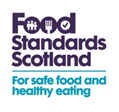 Food
Standards
Scotland
For safe food and
healthy eating